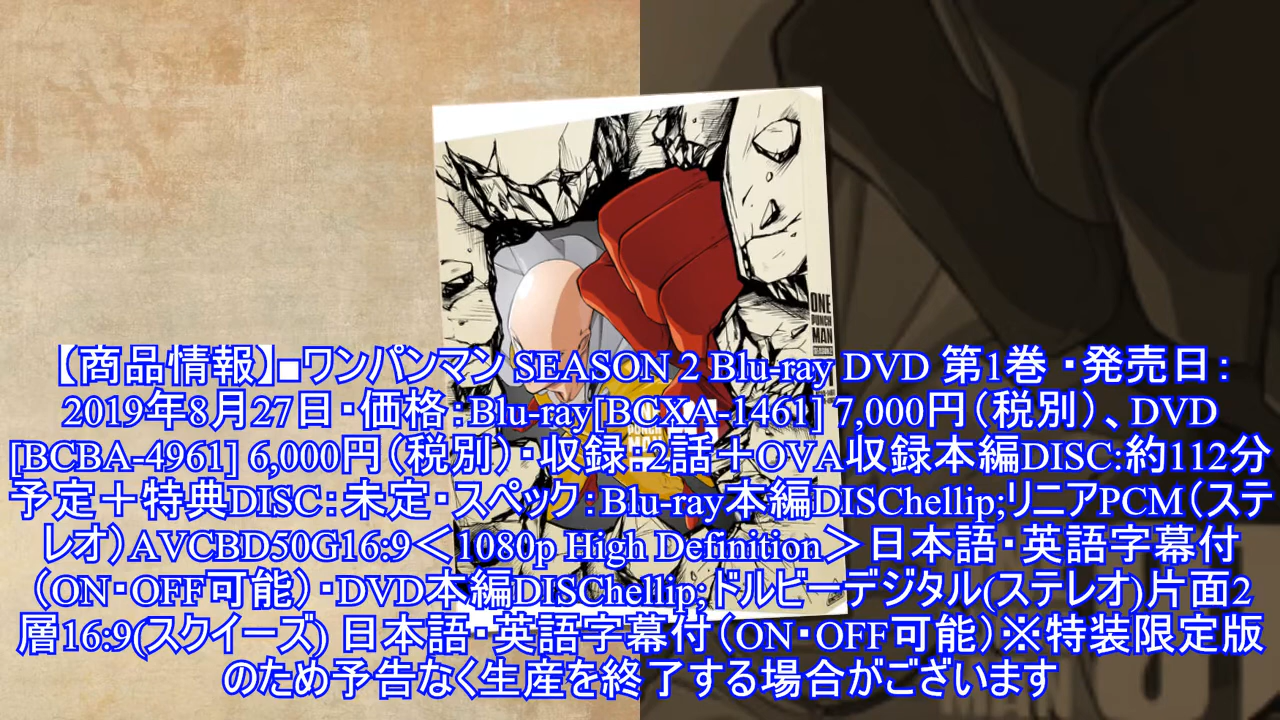 ONE
PUNCH
MAN
【商品情報】■ワンパンマン SEASON 2 Blu-ray DVD 第1巻 ・発売日：
2019年8月27日・価格：Blu-ray[BCXA-1461] 7,000円（税別）、DVD
[BCBA-4961] 6,000円（税別）・収録：2話＋OVA収録本編DISC:約112分
予定＋特典DISC：未定・スペック：Blu-ray本編DISChellip;リニアPCM（ステ
レオ）AVCBD50G16:9＜1080p High Definition＞日本語・英語字幕付
（ON・OFF可能）・DVD本編DISChellip;ドルビーデジタル(ステレオ)片面2
層16:9(スクイーズ) 日本語・英語字幕付（ON・OFF可能）※特装限定版
のため予告なく生産を終了する場合がございます